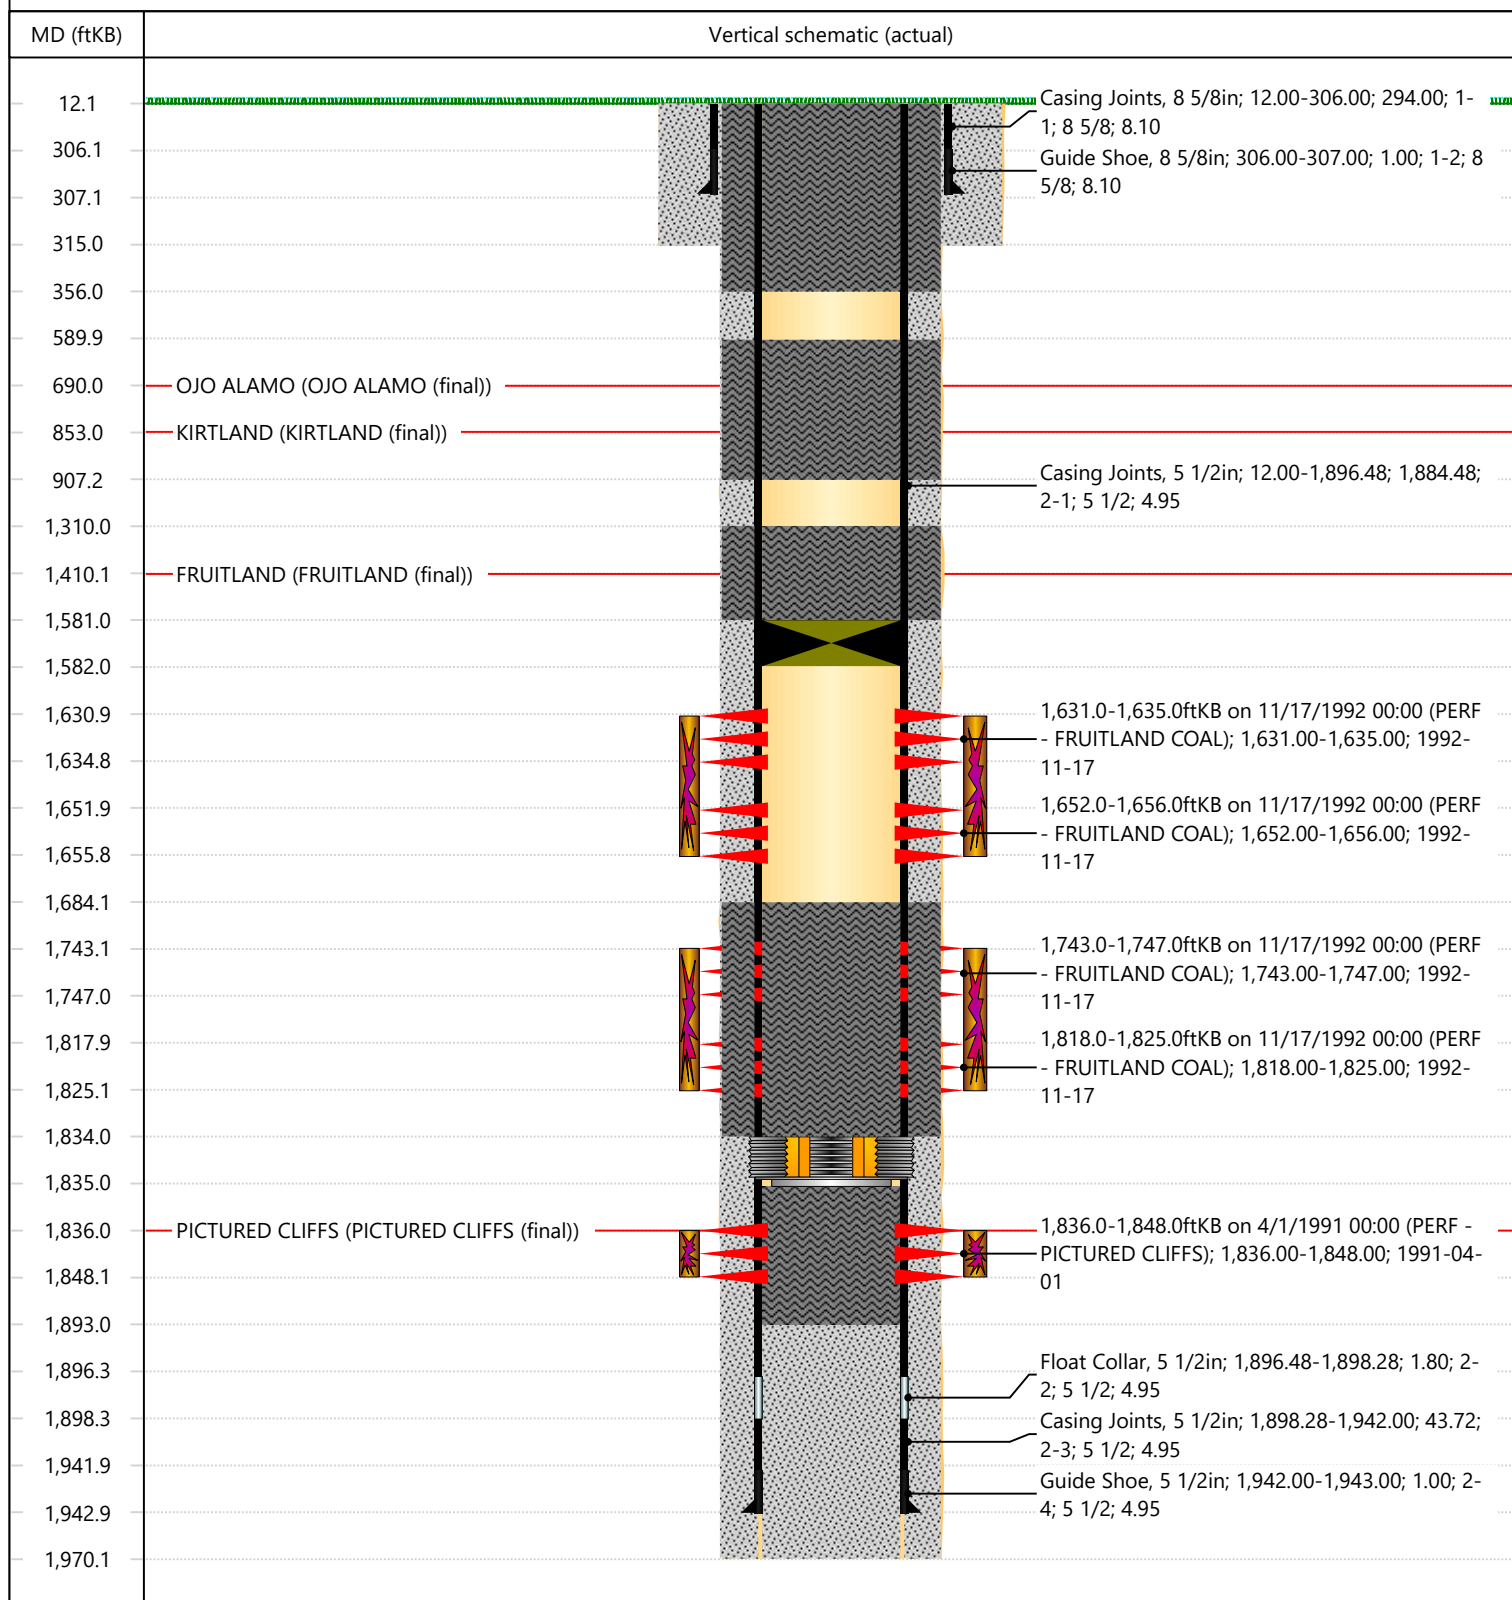 MD (ftKB)
Vertical schematic (actual)
12.1
306.1
307.1
315.0
356.0
589.9
690.0
853.0
907.2
1,310.0
1,410.1
1,581.0
1,582.0
1,630.9
1,634.8
1,651.9
1,655.8
1,684.1
1,743.1
1,747.0
1,817.9
1,825.1
1,834.0
1,835.0
1,836.0
1,848.1
1,893.0
1,896.3
1,898.3
1,941.9
1,942.9
1,970.1
OJO ALAMO (OJO ALAMO (final))
KIRTLAND (KIRTLAND (final))
FRUITLAND (FRUITLAND (final))
PICTURED CLIFFS (PICTURED CLIFFS (final))
Casing Joints, 8 5/8in; 12.00-306.00; 294.00; 1-
1; 8 5/8; 8.10
Guide Shoe, 8 5/8in; 306.00-307.00; 1.00; 1-2; 8
5/8; 8.10
Casing Joints, 5 1/2in; 12.00-1,896.48; 1,884.48;
2-1; 5 1/2; 4.95
1,631.0-1,635.0ftKB on 11/17/1992 00:00 (PERF
- FRUITLAND COAL); 1,631.00-1,635.00; 1992-
11-17
1,652.0-1,656.0ftKB on 11/17/1992 00:00 (PERF
- FRUITLAND COAL); 1,652.00-1,656.00; 1992-
11-17
1,743.0-1,747.0ftKB on 11/17/1992 00:00 (PERF
- FRUITLAND COAL); 1,743.00-1,747.00; 1992-
11-17
1,818.0-1,825.0ftKB on 11/17/1992 00:00 (PERF
- FRUITLAND COAL); 1,818.00-1,825.00; 1992-
11-17
1,836.0-1,848.0ftKB on 4/1/1991 00:00 (PERF -
PICTURED CLIFFS); 1,836.00-1,848.00; 1991-04-
01
Float Collar, 5 1/2in; 1,896.48-1,898.28; 1.80; 2-
2; 5 1/2; 4.95
Casing Joints, 5 1/2in; 1,898.28-1,942.00; 43.72;
2-3; 5 1/2; 4.95
Guide Shoe, 5 1/2in; 1,942.00-1,943.00; 1.00; 2-
4; 5 1/2; 4.95